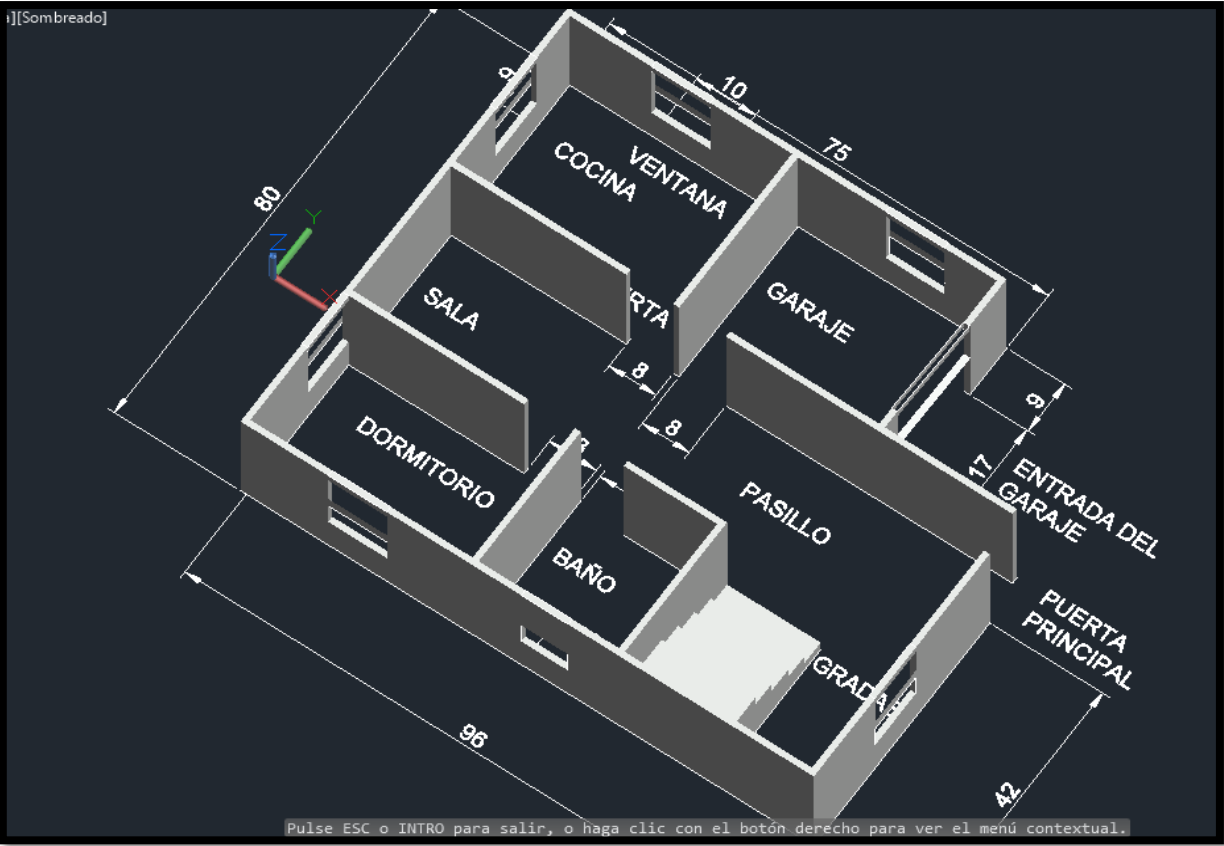 ][Sombreado]
9
10
75
80
COCINA
VENTANA
Z
Y
X
SALA
RTA
GARAJE
8
8
9
17
DORMITORIO
PASILLO
ENTRADA DEL
GARAJE
BAÑO
PUERTA
PRINCIPAL
GRADA
96
42
Pulse ESC o INTRO para salir, o haga clic con el botón derecho para ver el menú contextual.